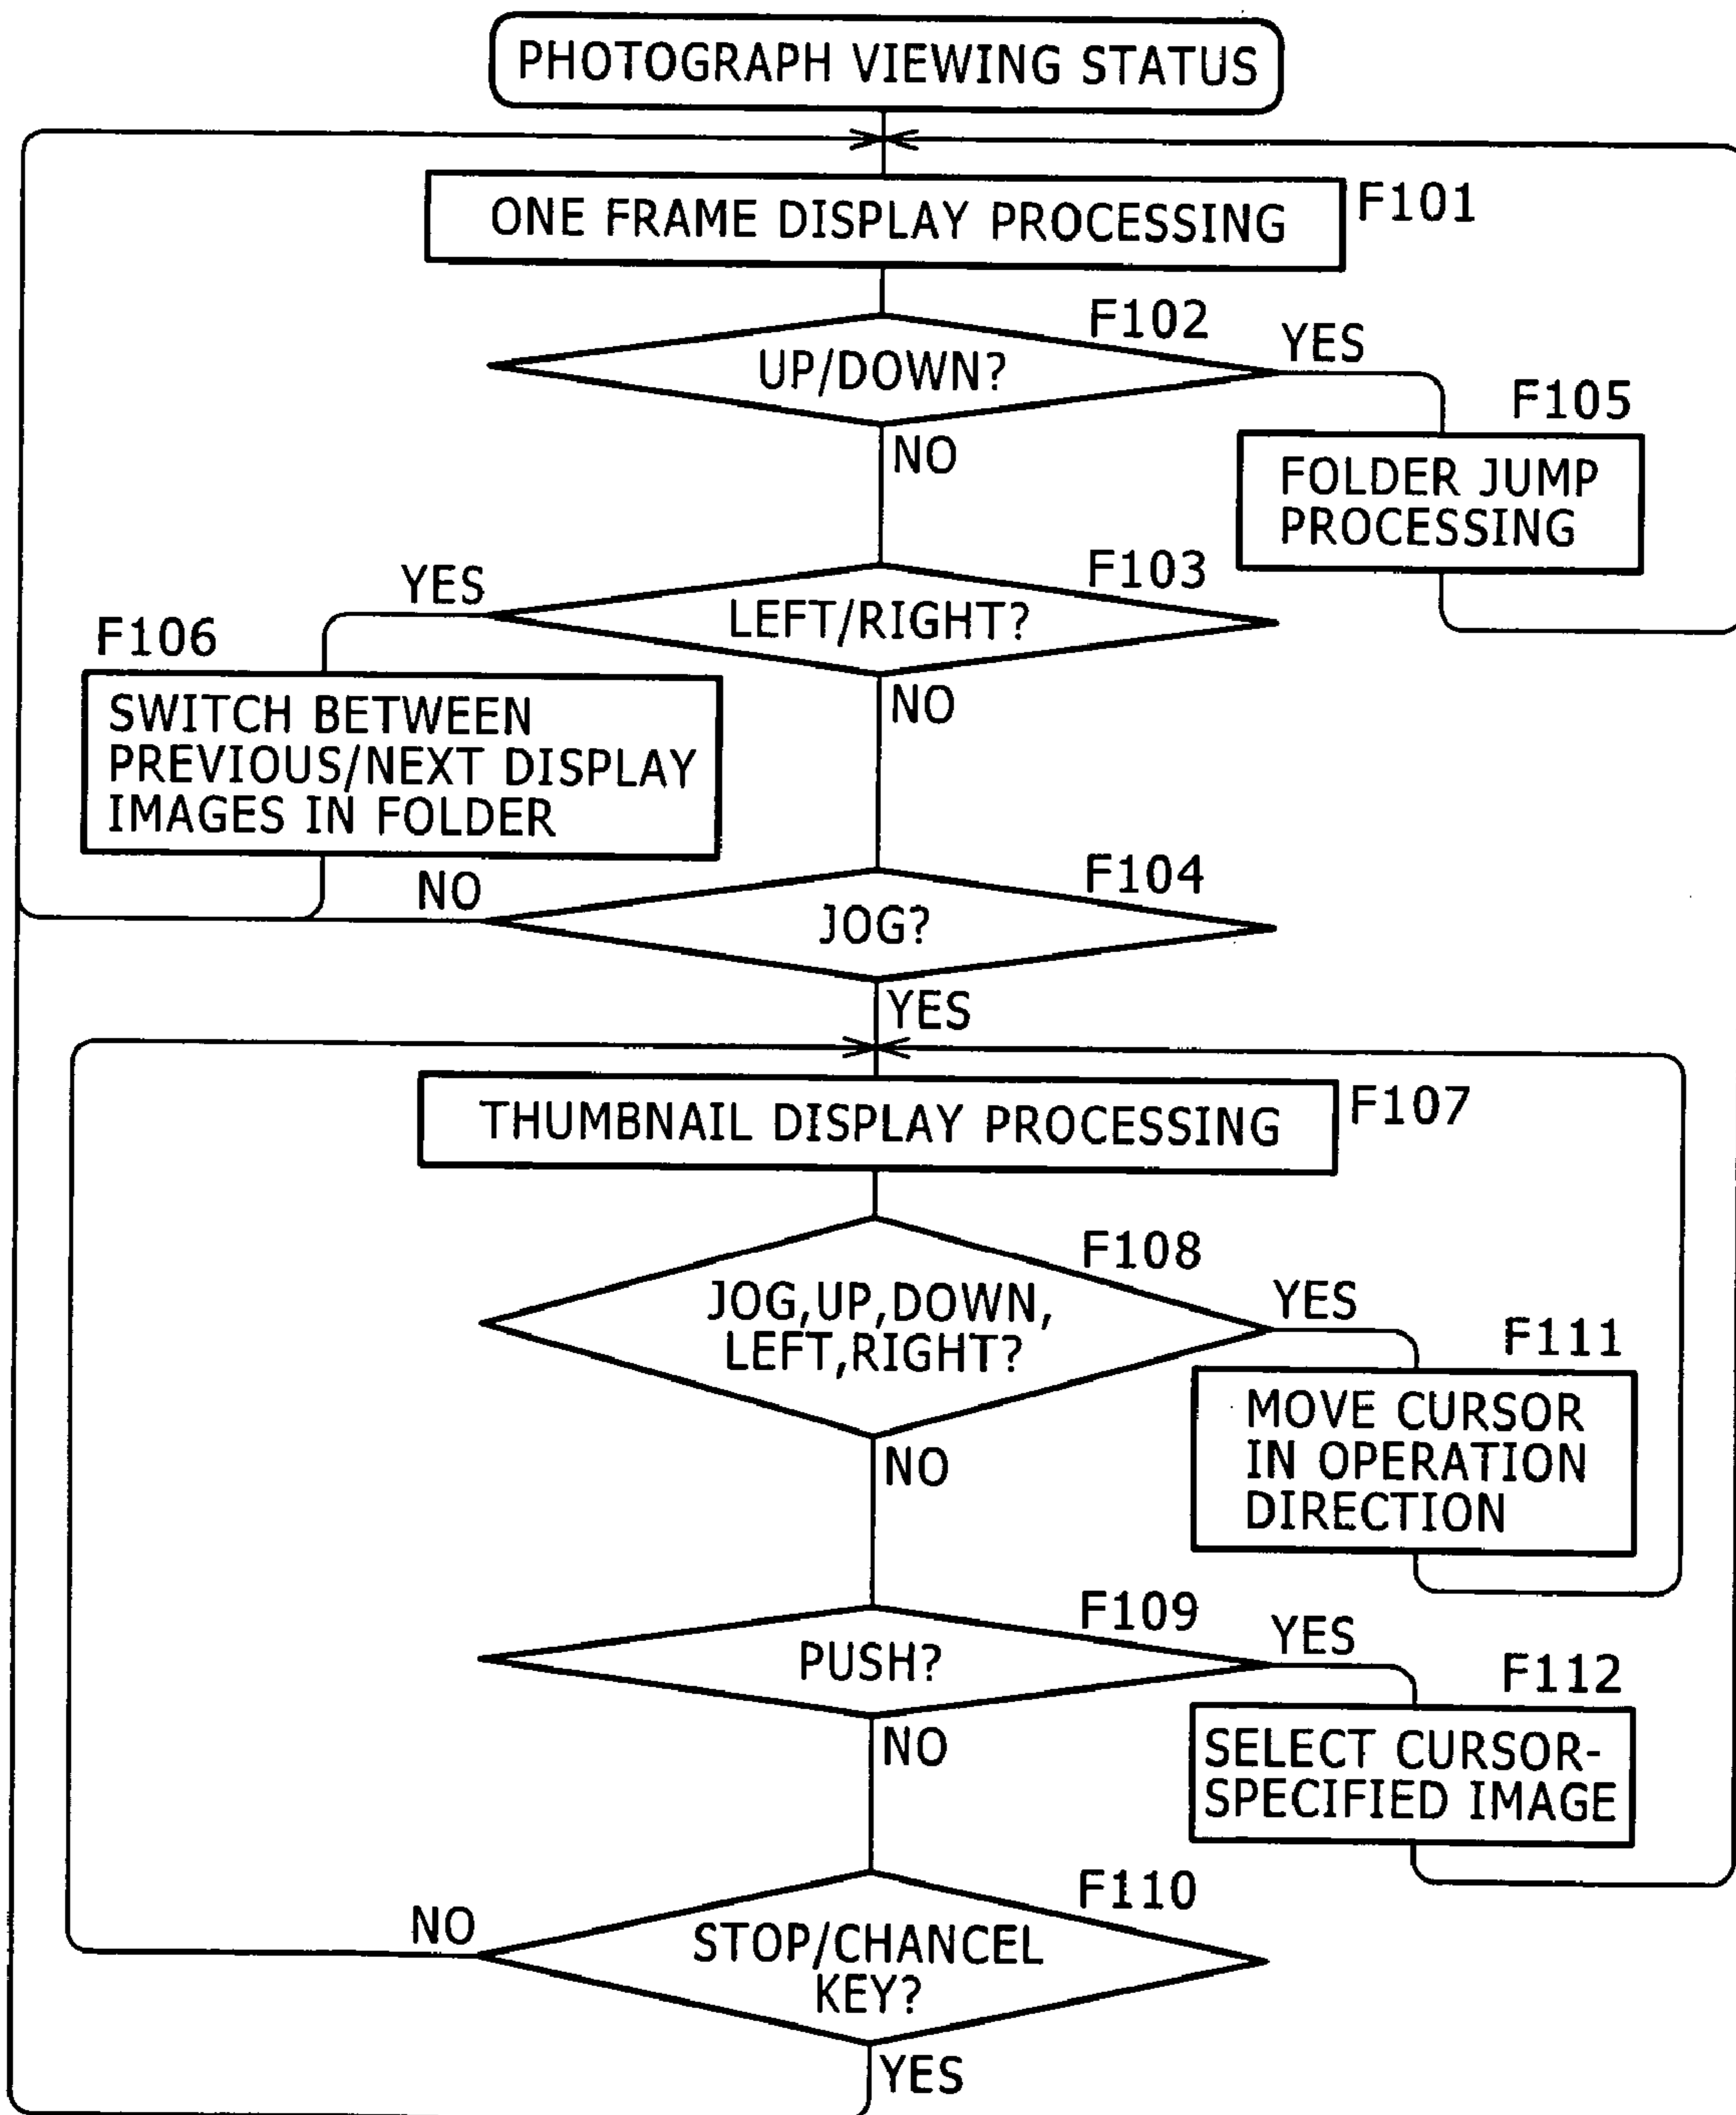 PHOTOGRAPH VIEWING STATUS
ONE FRAME DISPLAY PROCESSING
F101
F102
UP/DOWN?
YES
NO
F105
FOLDER JUMP
PROCESSING
F103
LEFT/RIGHT?
YES
NO
F106
SWITCH BETWEEN
PREVIOUS/NEXT DISPLAY
IMAGES IN FOLDER
F104
JOG?
NO
YES
THUMBNAIL DISPLAY PROCESSING
F107
F108
JOG,UP,DOWN,
LEFT,RIGHT?
YES
NO
F111
MOVE CURSOR
IN OPERATION
DIRECTION
F109
PUSH?
YES
NO
F112
SELECT CURSOR-
SPECIFIED IMAGE
F110
STOP/CHANCEL
KEY?
NO
YES